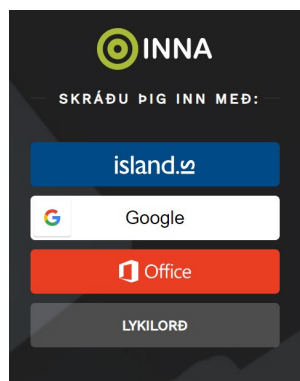 INNA
SKRÁÐU ÞIG INN MEÐ:
island.is
Google
Office
LYKILORÐ